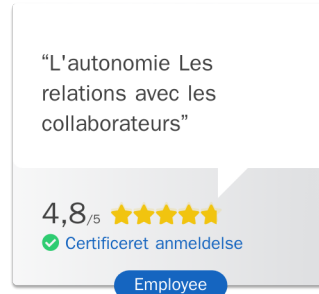 “L'autonomie Les
relations avec les
collaborateurs”
4,8/5
Certificeret anmeldelse
Employee